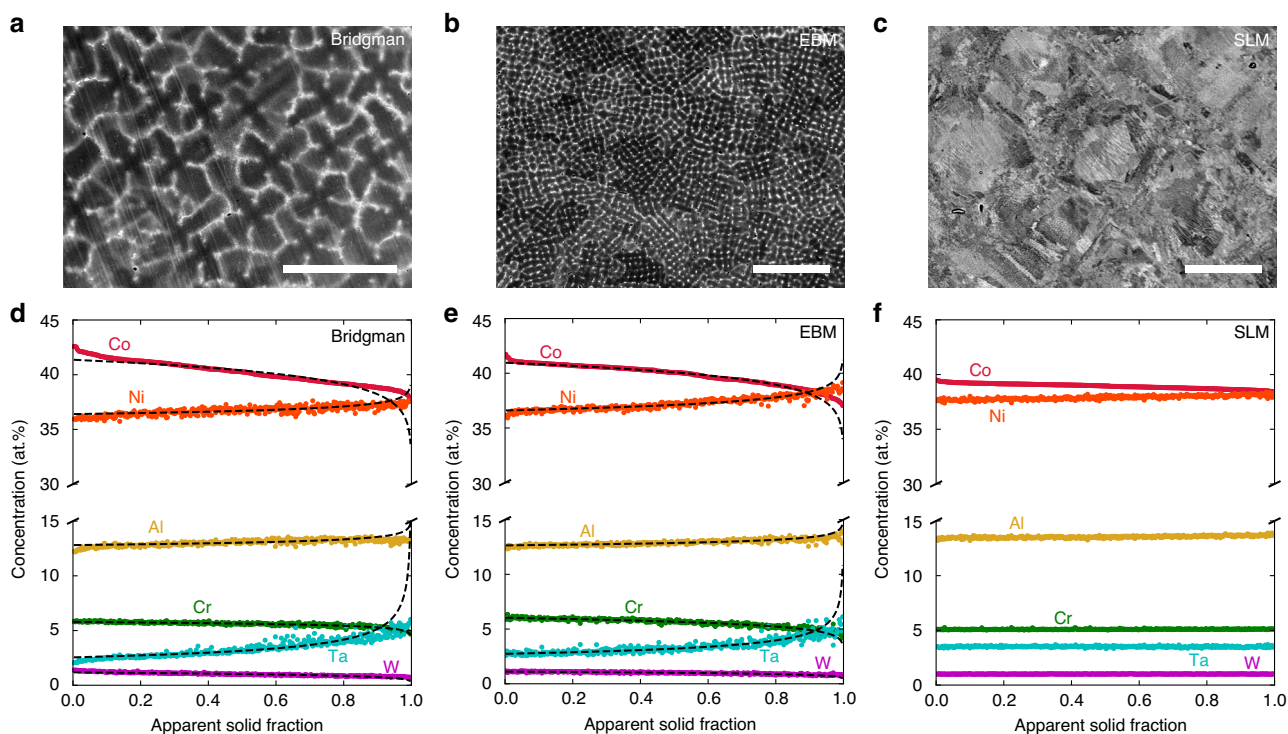 a
Bridgman
b
EBM
c
SLM
d
45
Bridgman
Co
40
Ni
35
30
15
Al
10
Cr
5
Ta
W
0
0.0 0.2 0.4 0.6 0.8 1.0
Concentration (at.%)
Apparent solid fraction
e
45
EBM
Co
40
Ni
35
30
15
Al
10
Cr
5
Ta
W
0
0.0 0.2 0.4 0.6 0.8 1.0
Concentration (at.%)
Apparent solid fraction
f
45
SLM
Co
40
Ni
35
30
15
Al
10
Cr
5
Ta
W
0
0.0 0.2 0.4 0.6 0.8 1.0
Concentration (at.%)
Apparent solid fraction